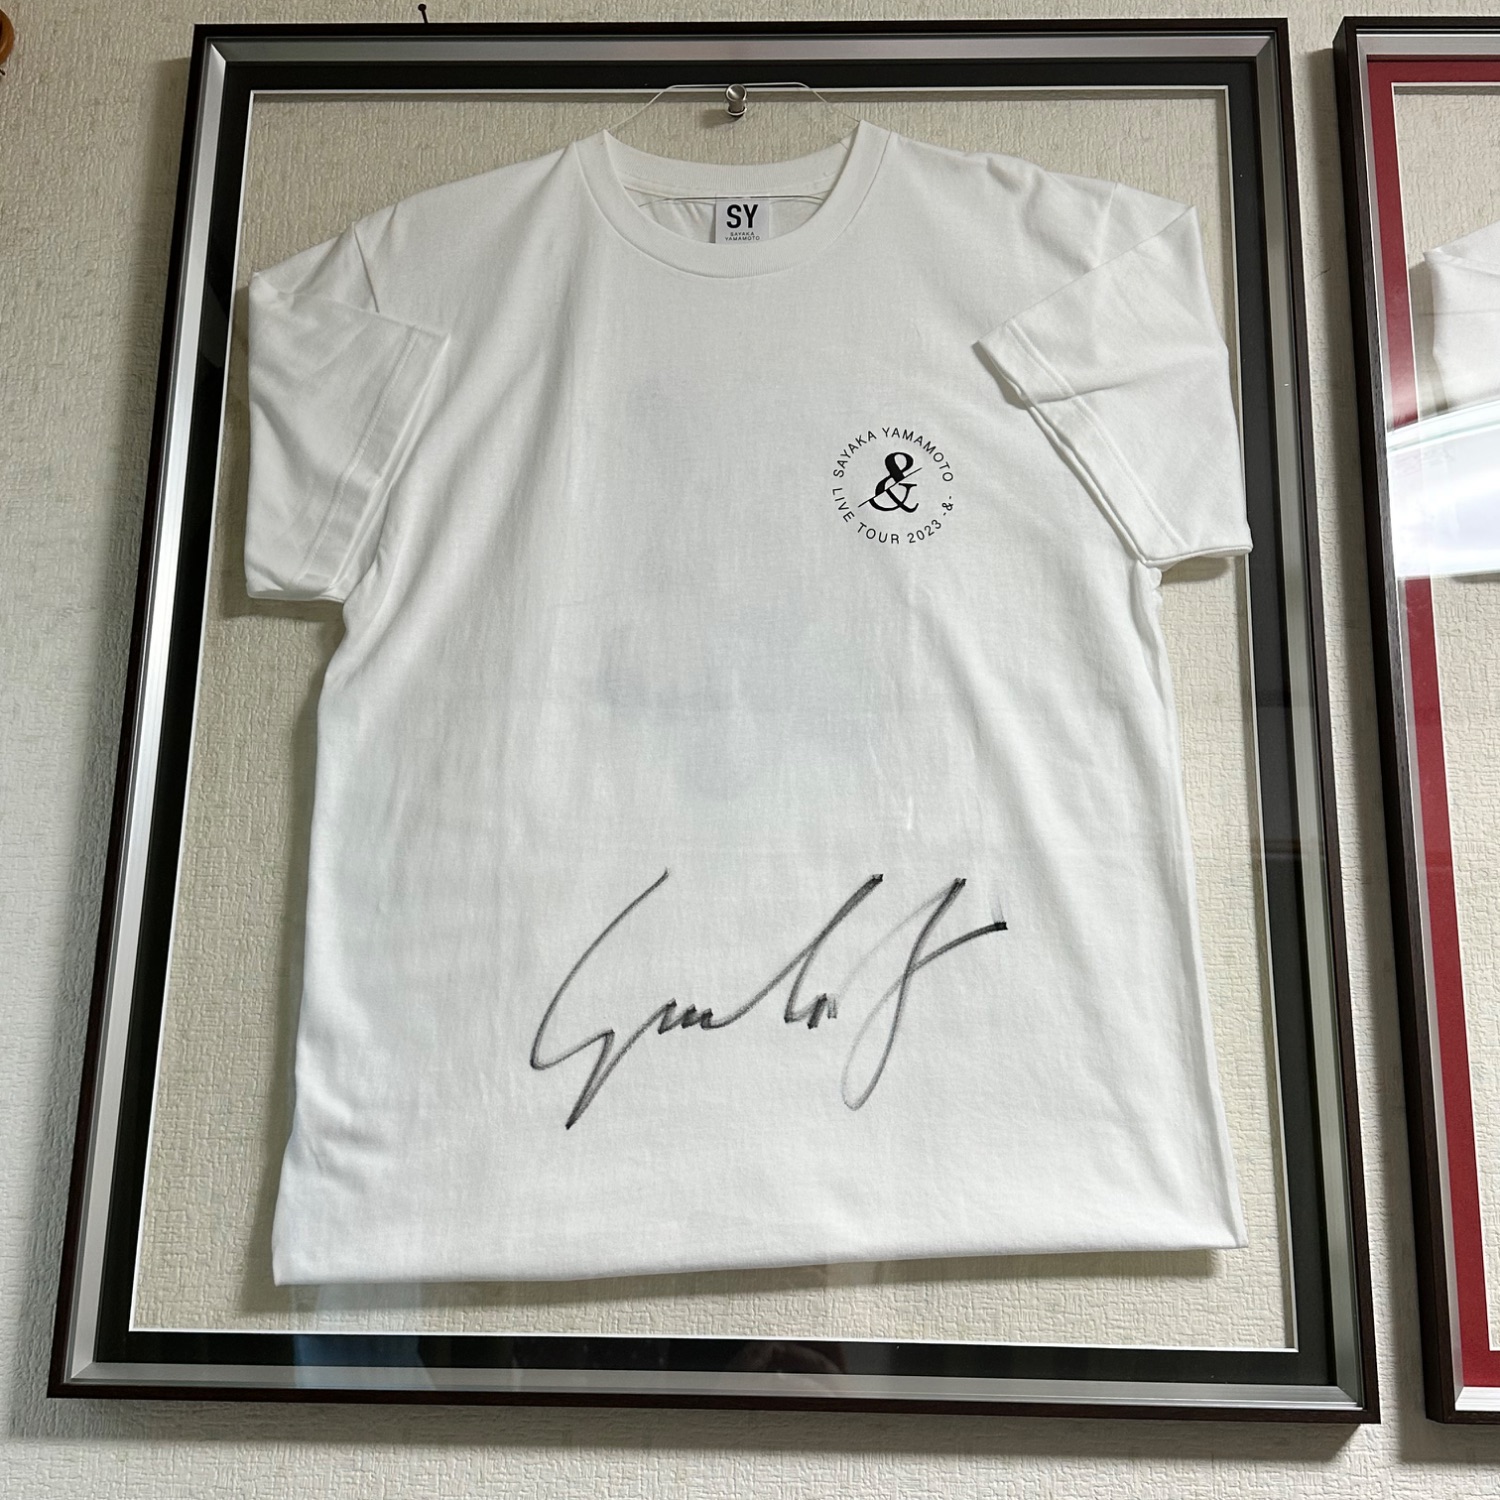 SY
SAYAKA
YAMAMOTO
SAYAKA YAMAMOTO
LIVE TOUR 2023 -&-
&